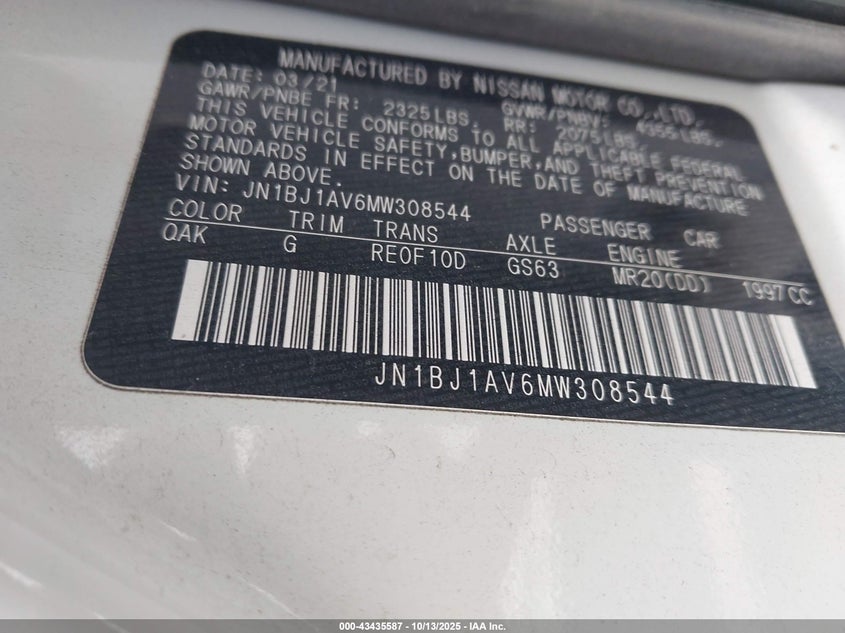 MANUFACTURED BY NISSAN MOTOR CO.,LTD.
DATE: 03/21 GVWR/PNBV: 4355LBS.
GAWR/PNBE FR: 2325LBS. RR: 2075LBS.
THIS VEHICLE CONFORMS TO ALL APPLICABLE FEDERAL
MOTOR VEHICLE SAFETY,BUMPER,AND THEFT PREVENTION
STANDARDS IN EFFECT ON THE DATE OF MANUFACTURE
SHOWN ABOVE.
VIN: JN1BJ1AV6MW308544 PASSENGER CAR
COLOR TRIM TRANS AXLE ENGINE
QAK G RE0F10D GS63 MR20(DD) 1997CC
JN1BJ1AV6MW308544
000-43435587 - 10/13/2025 - IAA Inc.